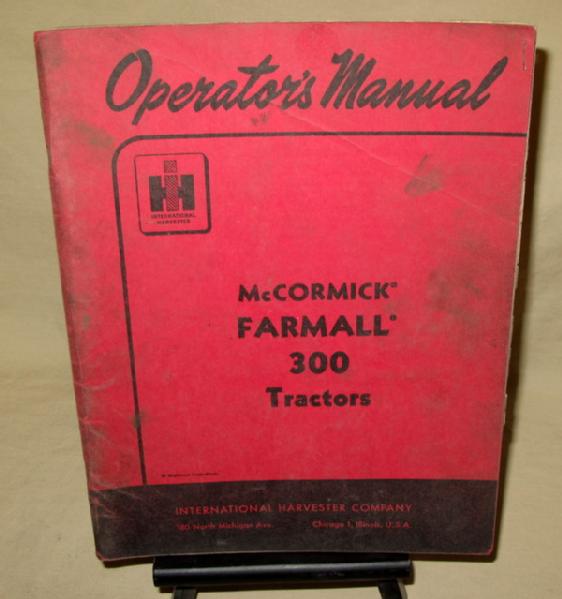 Operator's Manual
IH
INTERNATIONAL
HARVESTER
McCORMICK®
FARMALL®
300
Tractors
INTERNATIONAL HARVESTER COMPANY
180 North Michigan Ave. Chicago 1, Illinois, U.S.A.